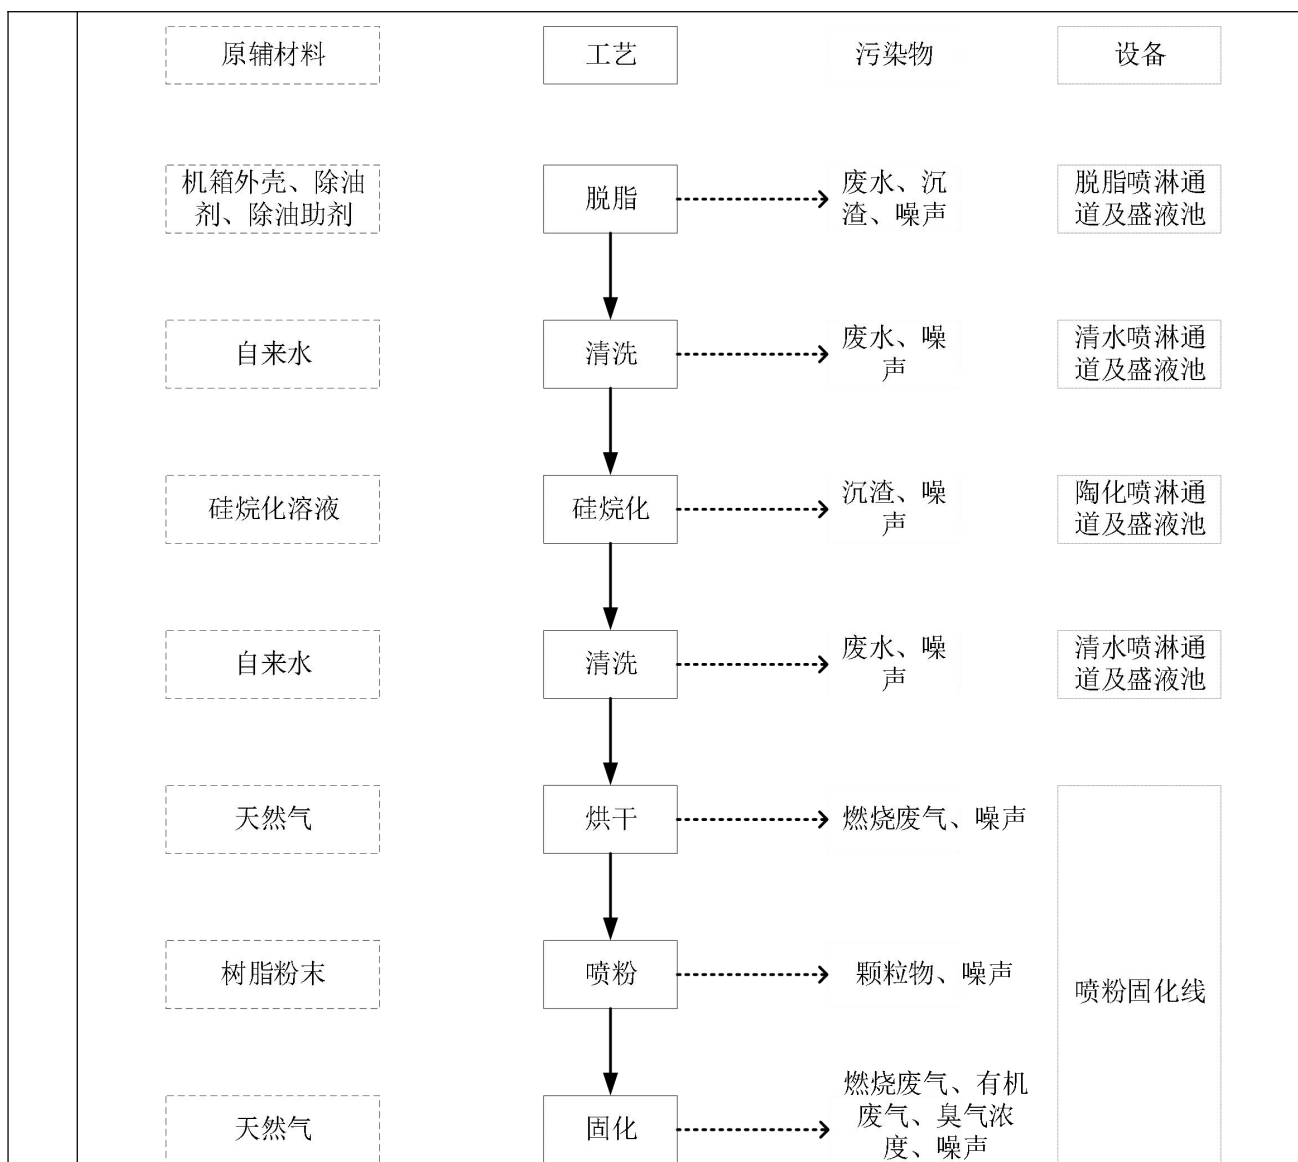 原辅材料
工艺
污染物
设备
机箱外壳、除油
剂、除油助剂
脱脂
废水、沉
渣、噪声
脱脂喷淋通
道及盛液池
自来水
清洗
废水、噪
声
清水喷淋通
道及盛液池
硅烷化溶液
硅烷化
沉渣、噪
声
陶化喷淋通
道及盛液池
自来水
清洗
废水、噪
声
清水喷淋通
道及盛液池
天然气
烘干
燃烧废气、噪声
树脂粉末
喷粉
颗粒物、噪声
喷粉固化线
天然气
固化
燃烧废气、有机
废气、臭气浓
度、噪声